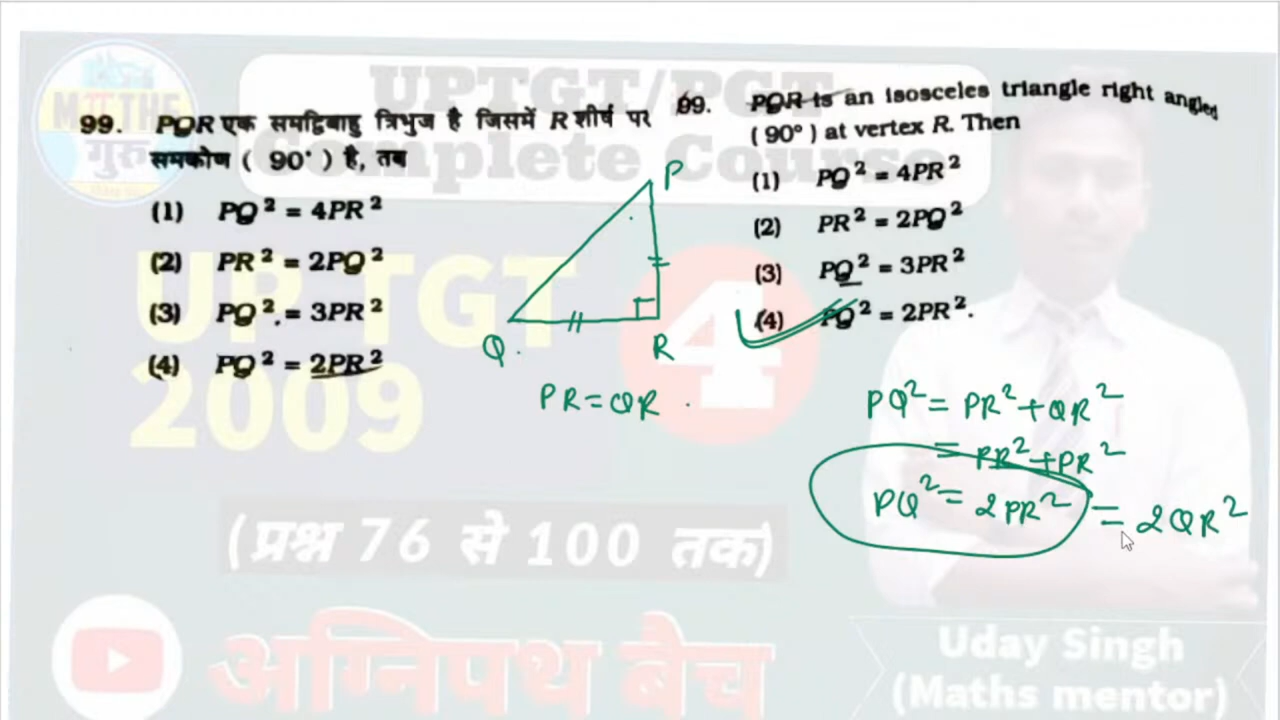 UPTGT/PGT
Complete Course
M TTHE
गुरु
99. PQR एक समद्विबाहु त्रिभुज है जिसमें R शीर्ष पर
समकोण ( 90° ) है, तब
(1) PQ² = 4PR²
(2) PR² = 2PQ²
(3) PQ² = 3PR²
(4) PQ² = 2PR²
99. PQR is an isosceles triangle right angled
( 90° ) at vertex R. Then
(1) PQ² = 4PR²
(2) PR² = 2PQ²
(3) PQ² = 3PR²
(4) PQ² = 2PR².
P
Q
R
PR = QR
PQ² = PR² + QR²
= PR² + PR²
PQ² = 2PR² = 2QR²
UP TGT
2009
4
(प्रश्न 76 से 100 तक)
अग्निपथ बैच
Uday Singh
(Maths mentor)